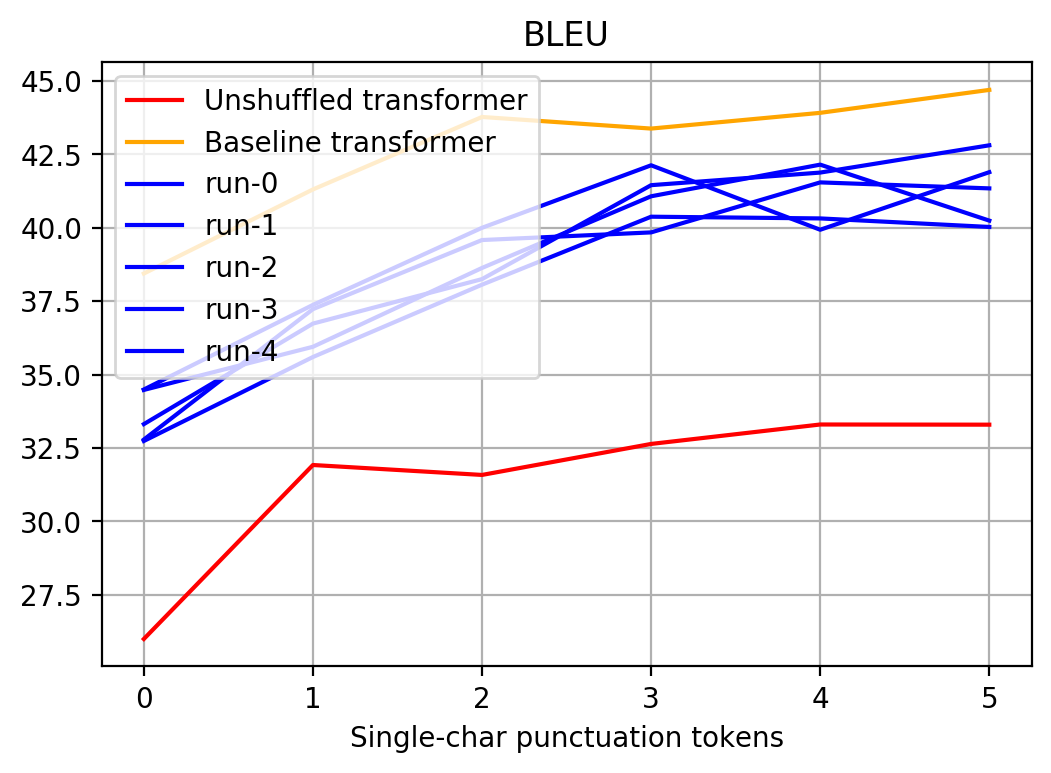 BLEU
45.0
42.5
40.0
37.5
35.0
32.5
30.0
27.5
Unshuffled transformer
Baseline transformer
run-0
run-1
run-2
run-3
run-4
0 1 2 3 4 5
Single-char punctuation tokens